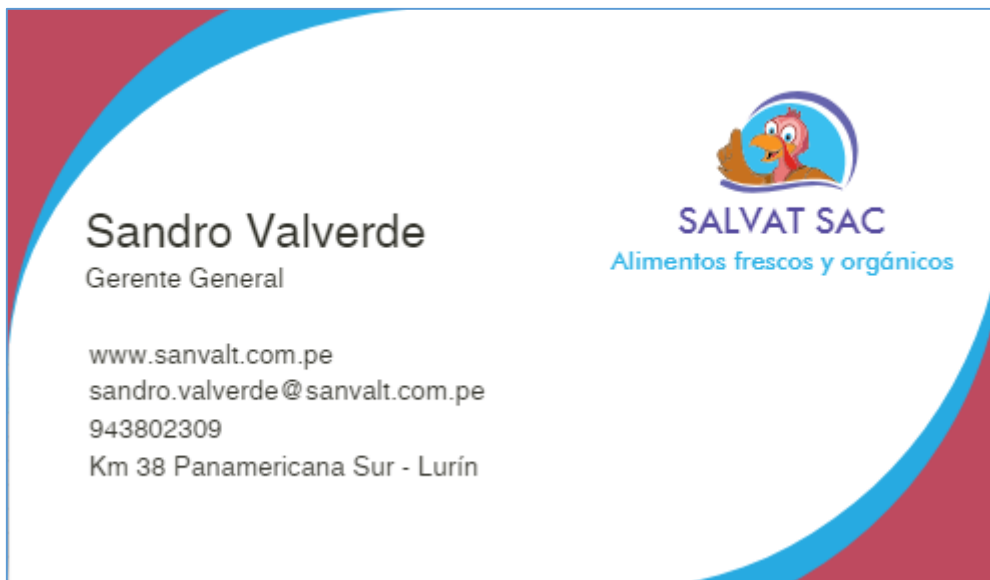 Sandro Valverde
Gerente General
www.sanvalt.com.pe
sandro.valverde@sanvalt.com.pe
943802309
Km 38 Panamericana Sur - Lurín
SALVAT SAC
Alimentos frescos y orgánicos